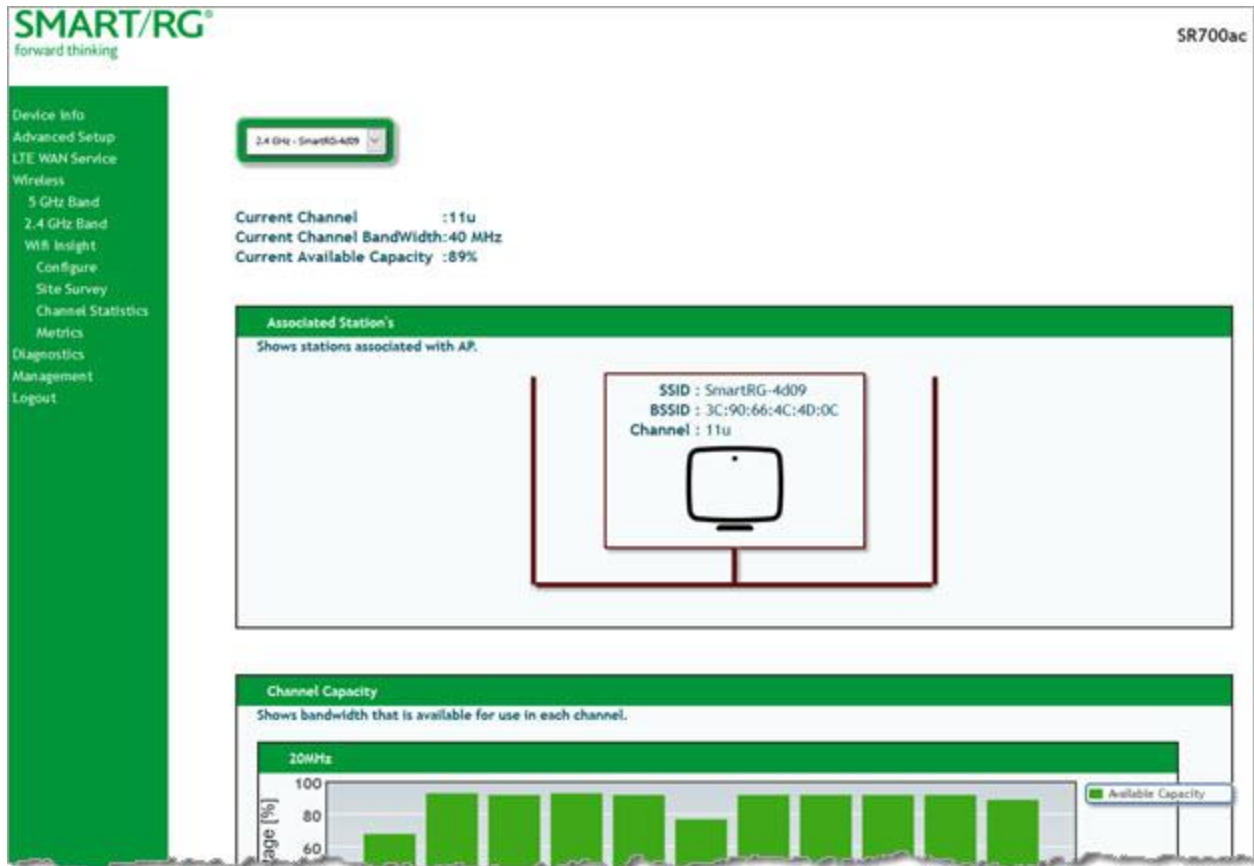 SMART/RG®
forward thinking
SR700ac
Device Info
Advanced Setup
LTE WAN Service
Wireless
5 GHz Band
2.4 GHz Band
Wifi Insight
Configure
Site Survey
Channel Statistics
Metrics
Diagnostics
Management
Logout
2.4 GHz - SmartRG-4d09
Current Channel :11u
Current Channel BandWidth:40 MHz
Current Available Capacity :89%
Associated Station's
Shows stations associated with AP.
SSID : SmartRG-4d09
BSSID : 3C:90:66:4C:4D:0C
Channel : 11u
Channel Capacity
Shows bandwidth that is available for use in each channel.
20MHz
100
80
60
[%]
Available Capacity